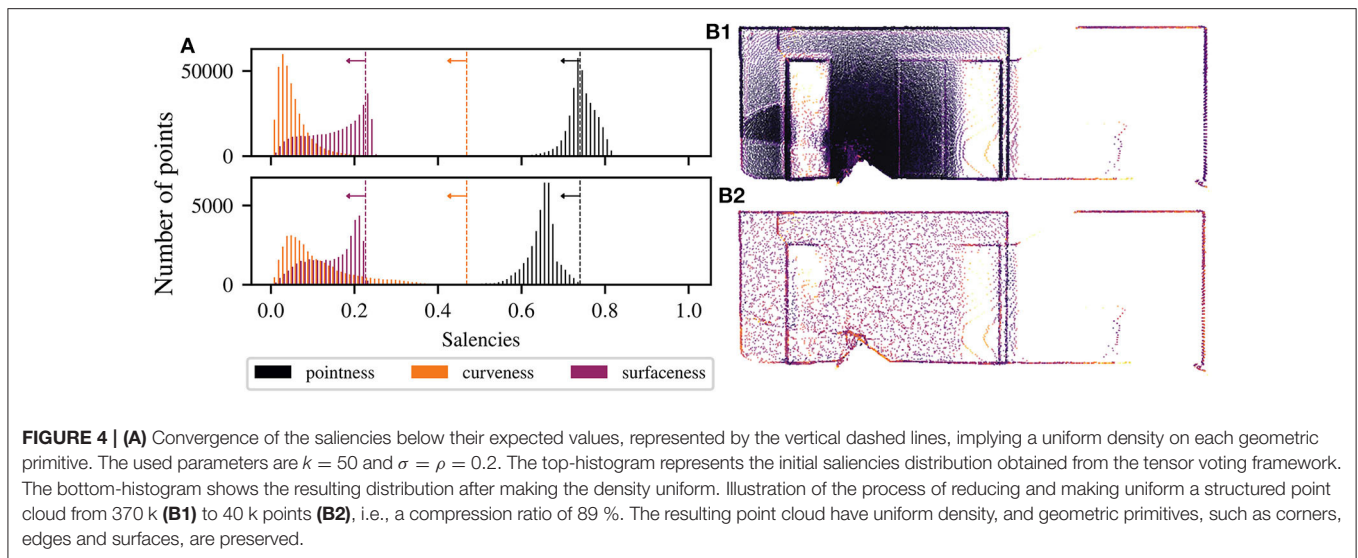 A
B1
50000
0
5000
0
Number of points
0.0 0.2 0.4 0.6 0.8 1.0
Saliencies
pointness curveness surfaceness
B2
FIGURE 4 | (A) Convergence of the saliencies below their expected values, represented by the vertical dashed lines, implying a uniform density on each geometric
primitive. The used parameters are k = 50 and σ = ρ = 0.2. The top-histogram represents the initial saliencies distribution obtained from the tensor voting framework.
The bottom-histogram shows the resulting distribution after making the density uniform. Illustration of the process of reducing and making uniform a structured point
cloud from 370 k (B1) to 40 k points (B2), i.e., a compression ratio of 89 %. The resulting point cloud have uniform density, and geometric primitives, such as corners,
edges and surfaces, are preserved.